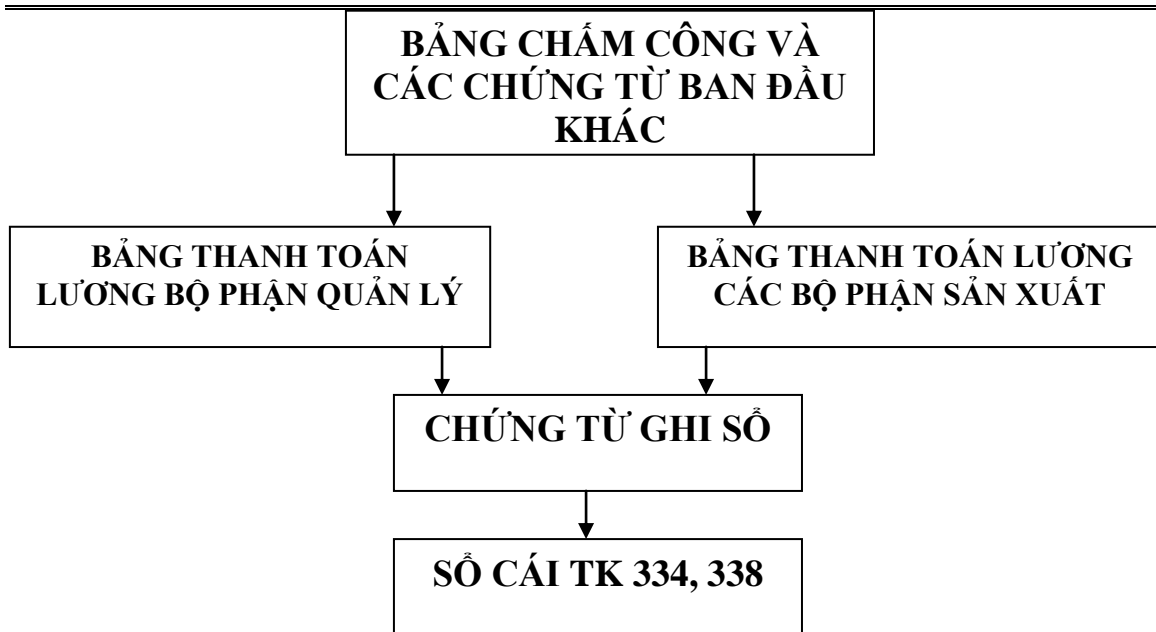 BẢNG CHẤM CÔNG VÀ
CÁC CHỨNG TỪ BAN ĐẦU
KHÁC
BẢNG THANH TOÁN
LƯƠNG BỘ PHẬN QUẢN LÝ
BẢNG THANH TOÁN LƯƠNG
CÁC BỘ PHẬN SẢN XUẤT
CHỨNG TỪ GHI SỔ
SỔ CÁI TK 334, 338